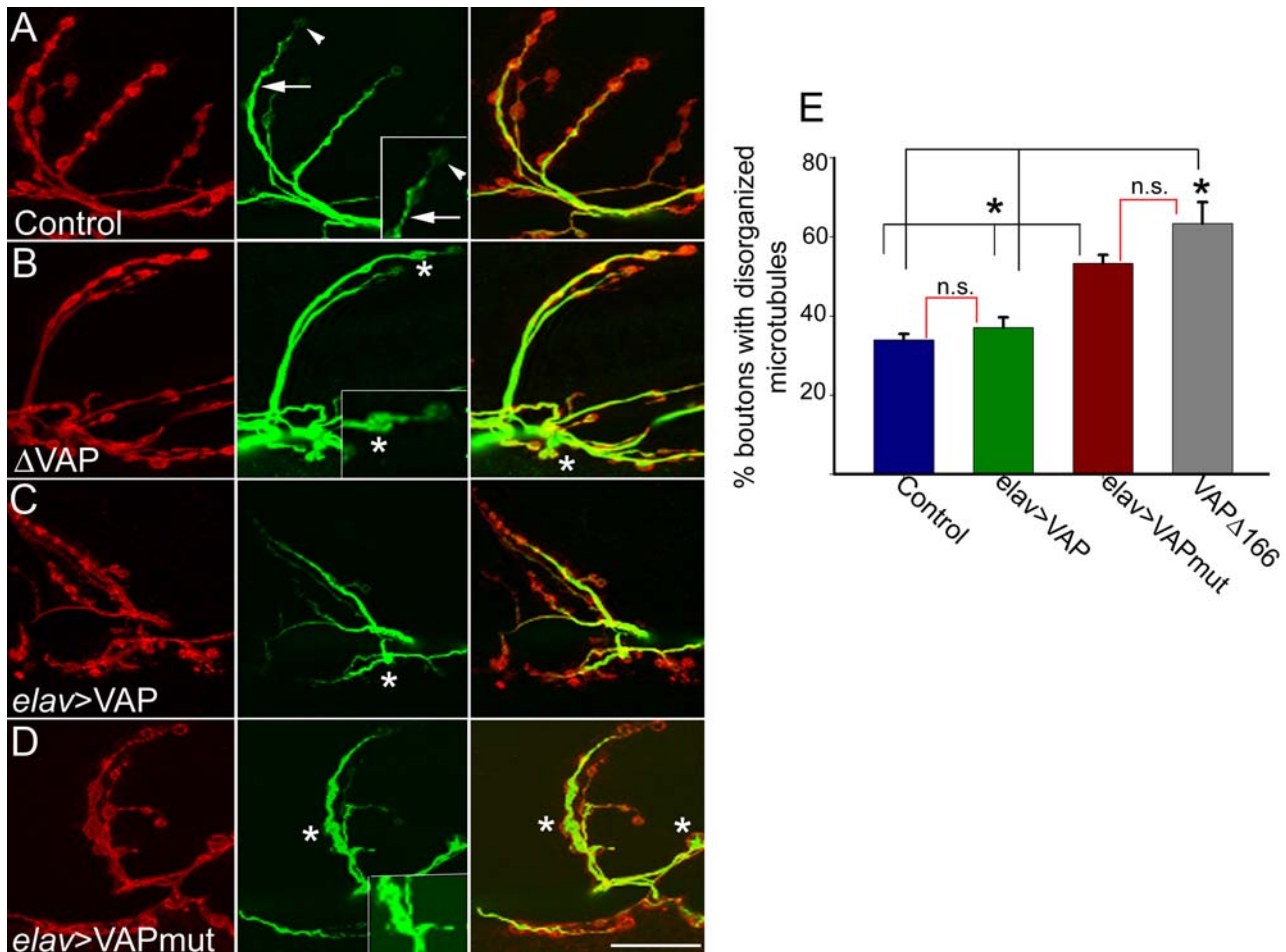 A
Control
B
ΔVAP
*
*
*
C
elav>VAP
*
D
elav>VAPmut
*
*
*
E
% boutons with disorganized
microtubules
80
60
40
20
n.s.
*
n.s.
*
Control
elav>VAP
elav>VAPmut
VAPΔ166